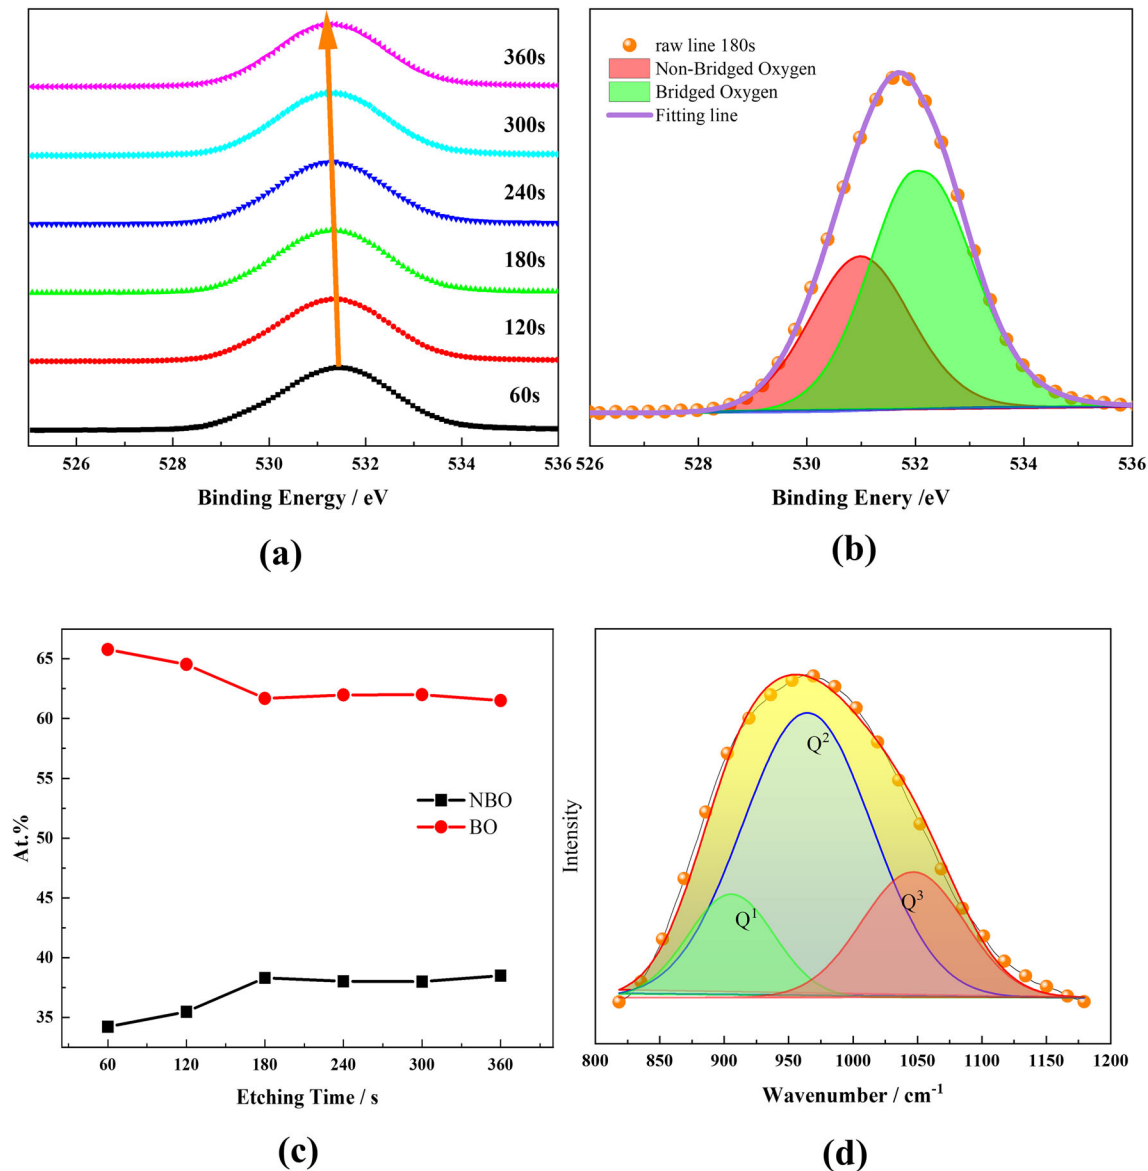 360s
300s
240s
180s
120s
60s
526 528 530 532 534 536
Binding Energy / eV
(a)
raw line 180s
Non-Bridged Oxygen
Bridged Oxygen
Fitting line
526 528 530 532 534 536
Binding Enery /eV
(b)
65
60
55
50
45
40
35
At.%
NBO
BO
60 120 180 240 300 360
Etching Time / s
(c)
Intensity
Q²
Q¹
Q³
800 850 900 950 1000 1050 1100 1150 1200
Wavenumber / cm⁻¹
(d)